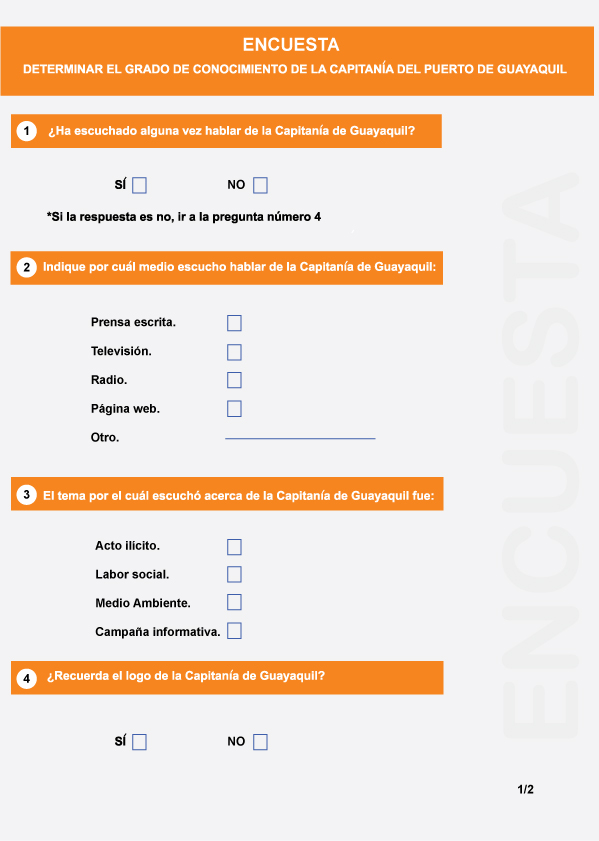 ENCUESTA
DETERMINAR EL GRADO DE CONOCIMIENTO DE LA CAPITANÍA DEL PUERTO DE GUAYAQUIL
1 ¿Ha escuchado alguna vez hablar de la Capitanía de Guayaquil?
SÍ NO
*Si la respuesta es no, ir a la pregunta número 4
2 Indique por cuál medio escucho hablar de la Capitanía de Guayaquil:
Prensa escrita.
Televisión.
Radio.
Página web.
Otro.
3 El tema por el cuál escuchó acerca de la Capitanía de Guayaquil fue:
Acto ilícito.
Labor social.
Medio Ambiente.
Campaña informativa.
4 ¿Recuerda el logo de la Capitanía de Guayaquil?
SÍ NO
ENCUESTA
1/2